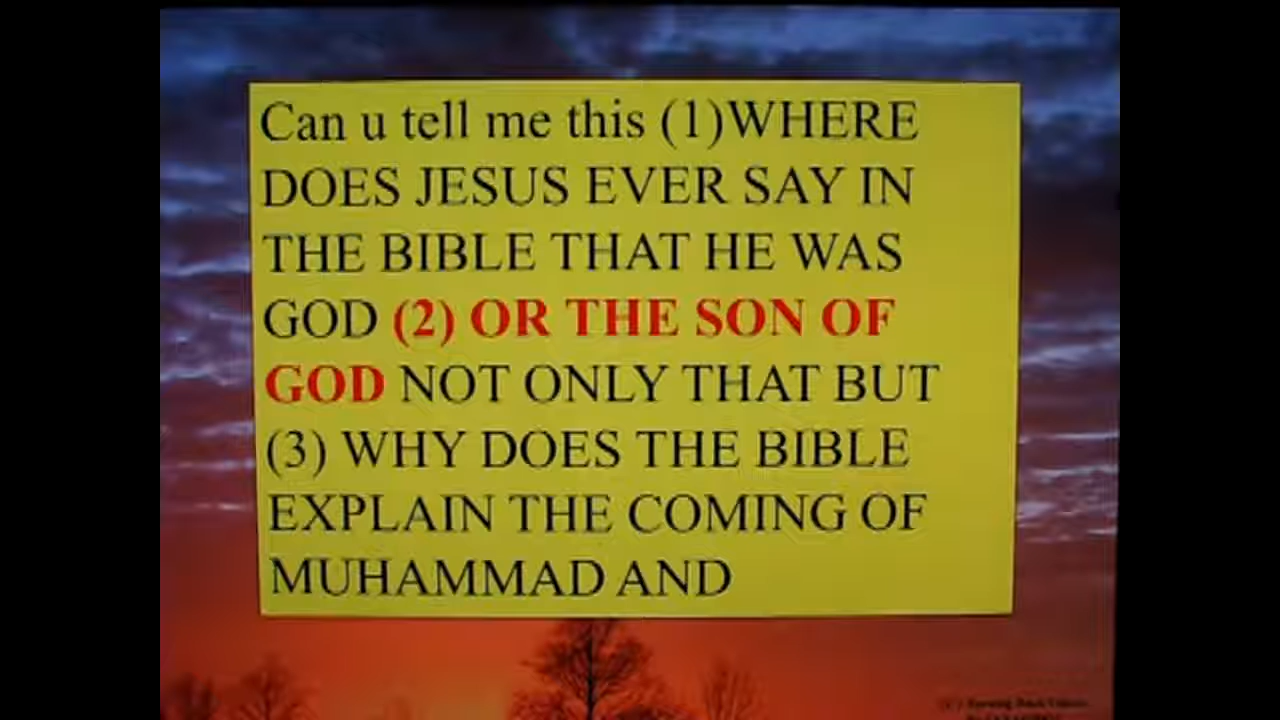 Can u tell me this (1)WHERE
DOES JESUS EVER SAY IN
THE BIBLE THAT HE WAS
GOD (2) OR THE SON OF
GOD NOT ONLY THAT BUT
(3) WHY DOES THE BIBLE
EXPLAIN THE COMING OF
MUHAMMAD AND